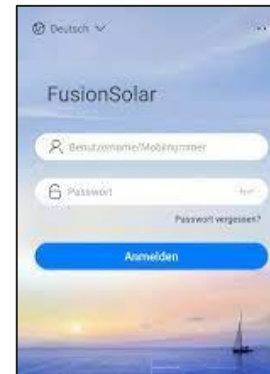 Deutsch
FusionSolar
Benutzername/Mobilnummer
Passwort
Passwort vergessen?
Anmelden